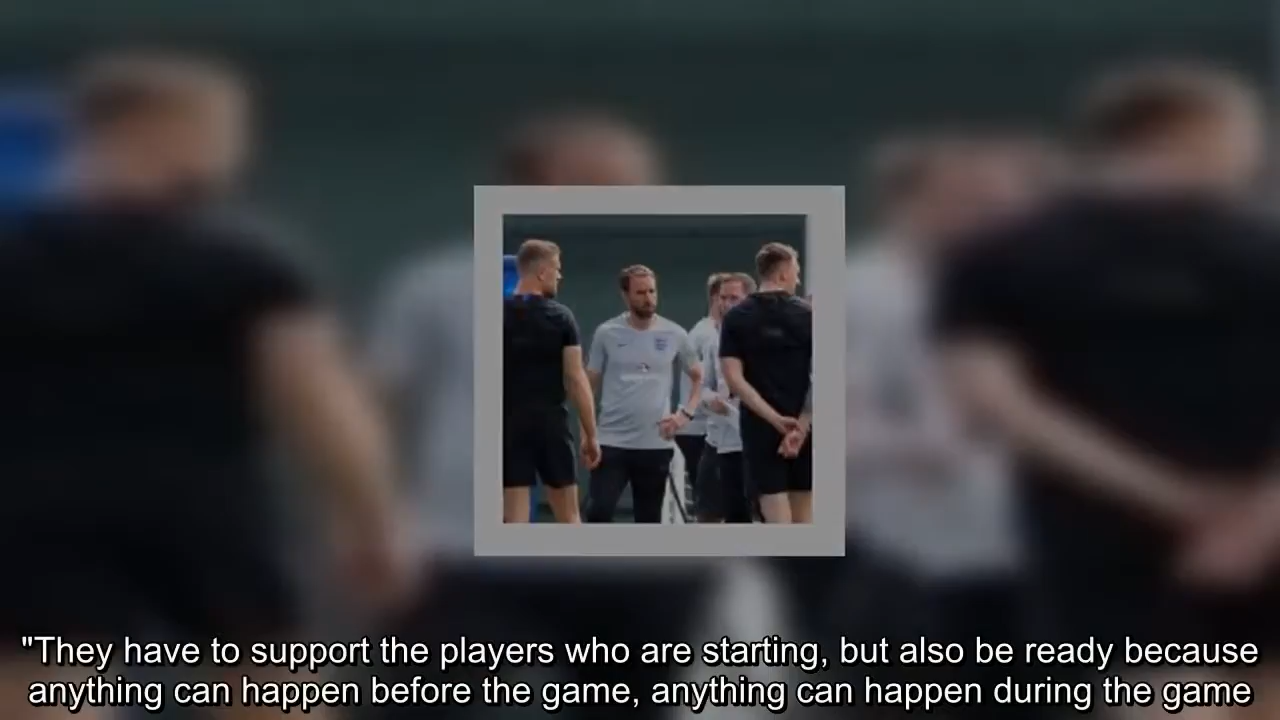 "They have to support the players who are starting, but also be ready because
anything can happen before the game, anything can happen during the game